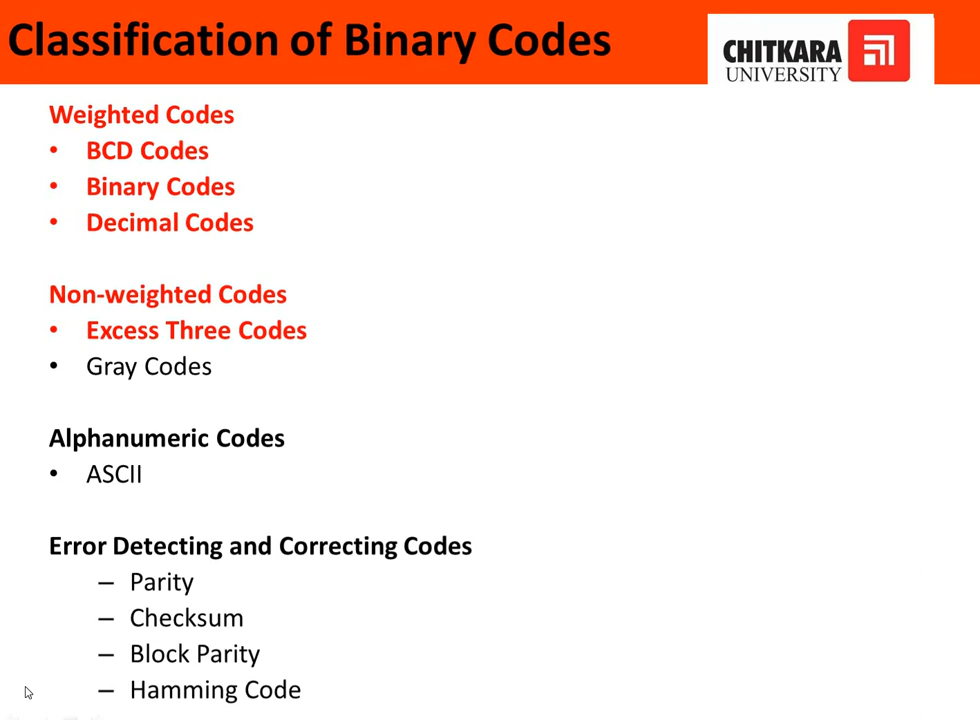 Classification of Binary Codes
CHITKARA
UNIVERSITY
Weighted Codes
• BCD Codes
• Binary Codes
• Decimal Codes
Non-weighted Codes
• Excess Three Codes
• Gray Codes
Alphanumeric Codes
• ASCII
Error Detecting and Correcting Codes
– Parity
– Checksum
– Block Parity
– Hamming Code